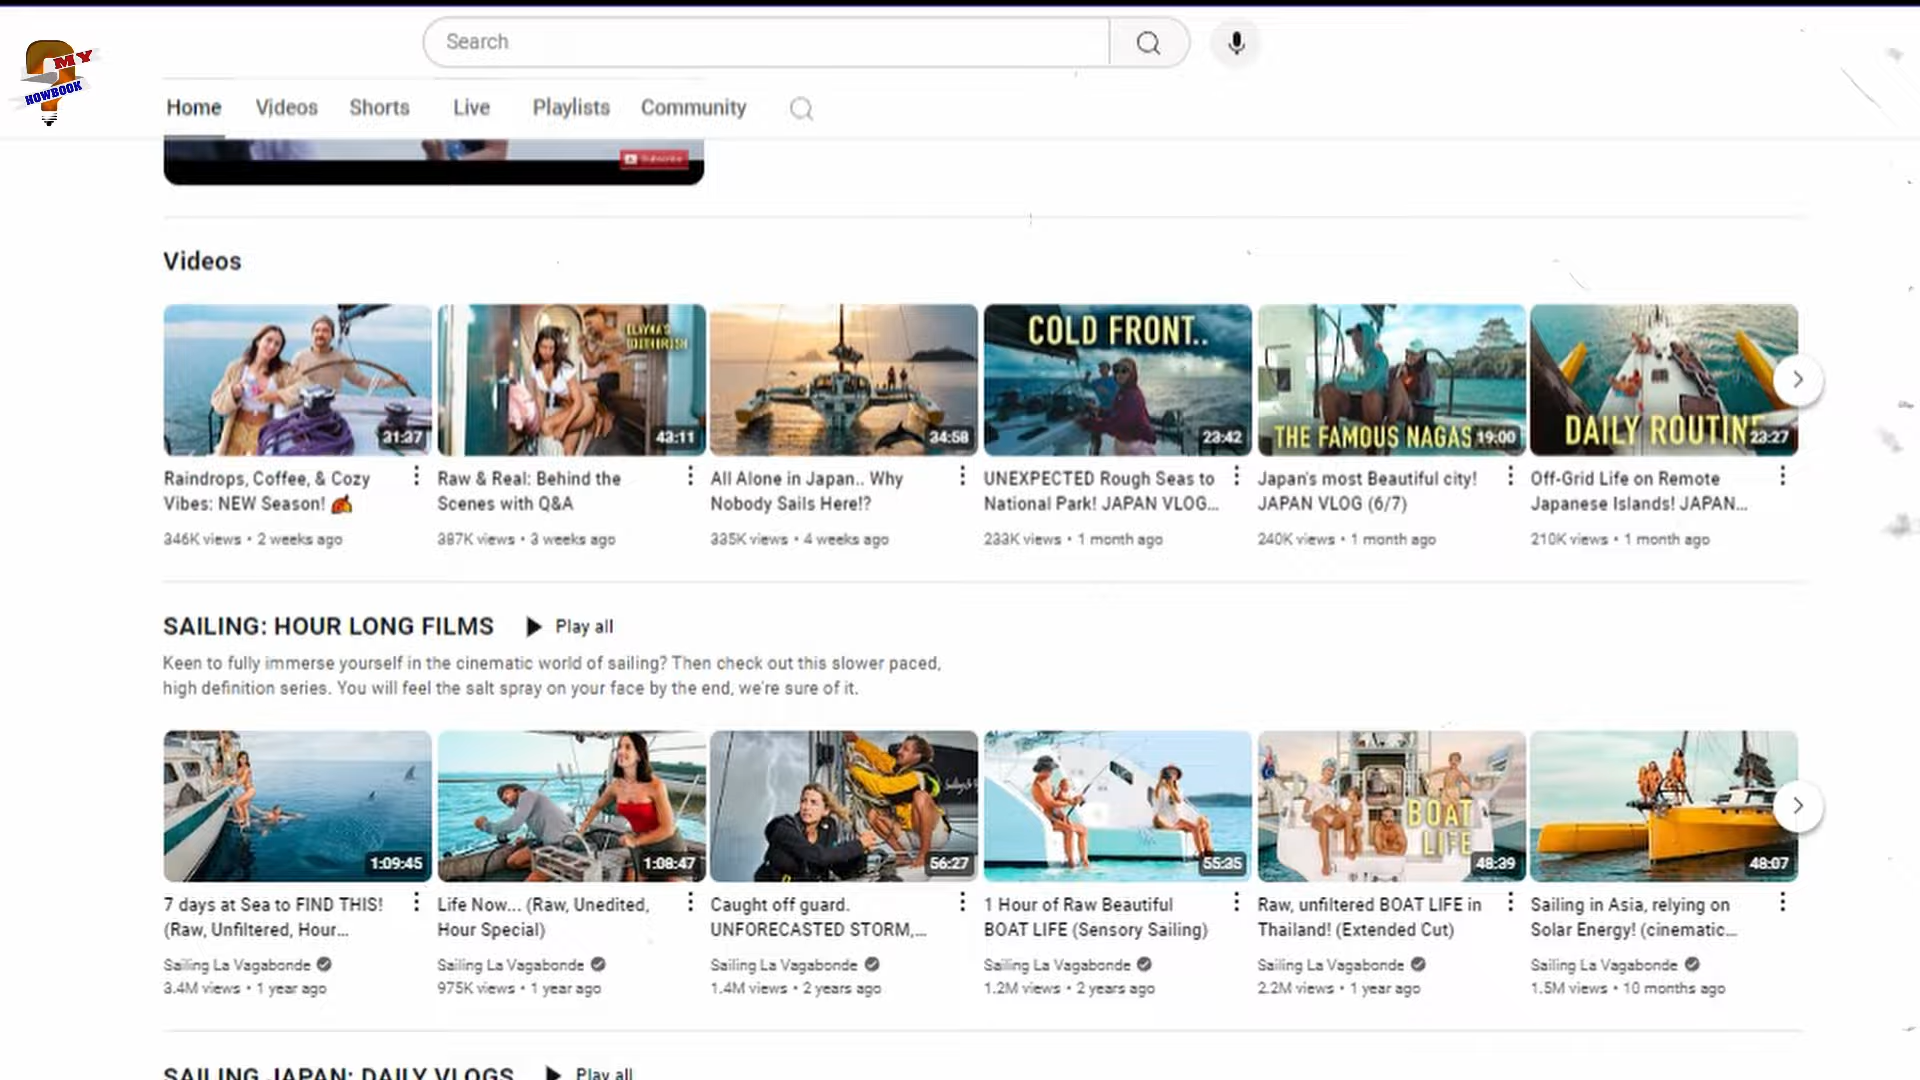 MY
HOWBOOK
Search
Home Videos Shorts Live Playlists Community
Subscribe
Videos
COLD FRONT..
THE FAMOUS NAGAS
DAILY ROUTINE
31:37
43:11
34:58
23:42
19:00
23:27
Raindrops, Coffee, & Cozy
Vibes: NEW Season! 🍂
346K views • 2 weeks ago
Raw & Real: Behind the
Scenes with Q&A
387K views • 3 weeks ago
All Alone in Japan.. Why
Nobody Sails Here!?
335K views • 4 weeks ago
UNEXPECTED Rough Seas to
National Park! JAPAN VLOG...
233K views • 1 month ago
Japan's most Beautiful city!
JAPAN VLOG (6/7)
240K views • 1 month ago
Off-Grid Life on Remote
Japanese Islands! JAPAN...
210K views • 1 month ago
SAILING: HOUR LONG FILMS Play all
Keen to fully immerse yourself in the cinematic world of sailing? Then check out this slower paced,
high definition series. You will feel the salt spray on your face by the end, we're sure of it.
BOAT
LIFE
1:09:45
1:08:47
56:27
55:35
48:39
48:07
7 days at Sea to FIND THIS!
(Raw, Unfiltered, Hour...
Sailing La Vagabonde
3.4M views • 1 year ago
Life Now... (Raw, Unedited,
Hour Special)
Sailing La Vagabonde
975K views • 1 year ago
Caught off guard.
UNFORECASTED STORM,...
Sailing La Vagabonde
1.4M views • 2 years ago
1 Hour of Raw Beautiful
BOAT LIFE (Sensory Sailing)
Sailing La Vagabonde
1.2M views • 2 years ago
Raw, unfiltered BOAT LIFE in
Thailand! (Extended Cut)
Sailing La Vagabonde
2.2M views • 1 year ago
Sailing in Asia, relying on
Solar Energy! (cinematic...
Sailing La Vagabonde
1.5M views • 10 months ago
SAILING JAPAN: DAILY VLOGS Play all